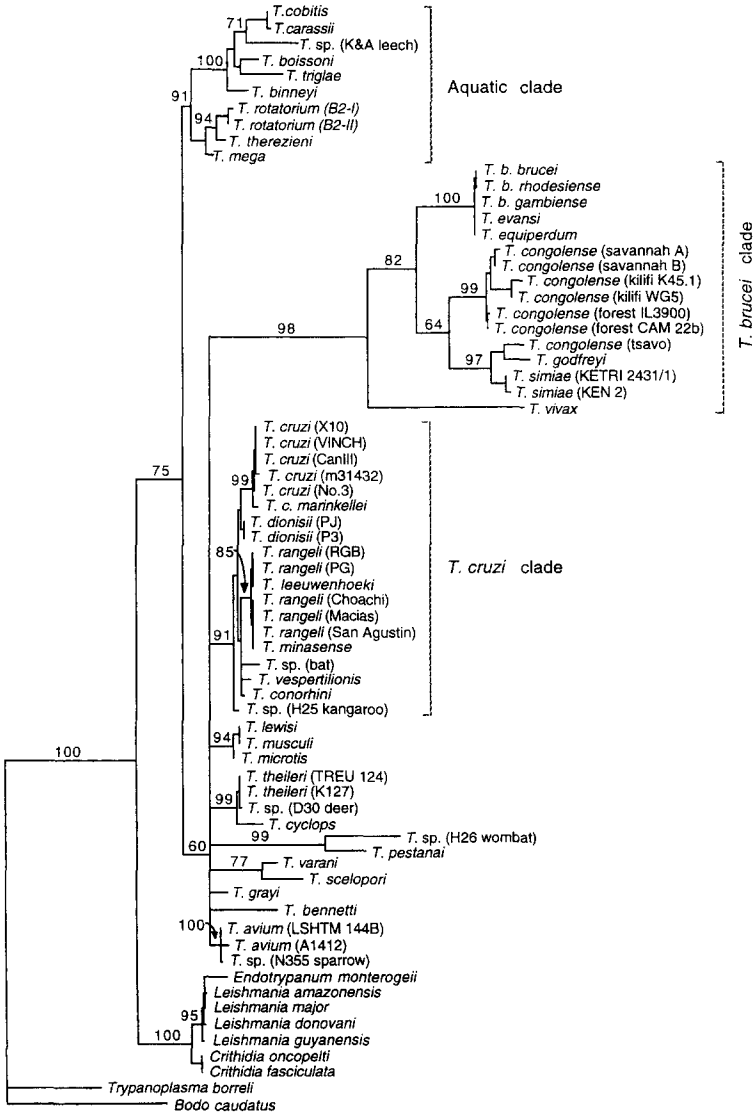 T. cobitis
71
T. carassii
T. sp. (K&A leech)
100
T. boissoni
T. triglae
Aquatic clade
T. binneyi
91
T. rotatorium (B2-I)
94
T. rotatorium (B2-II)
T. therezieni
T. mega
T. b. brucei
T. b. rhodesiense
100
T. b. gambiense
T. evansi
T. equiperdum
82
T. congolense (savannah A)
T. congolense (savannah B)
T. congolense (kilifi K45.1)
99
T. congolense (kilifi WG5)
T. congolense (forest IL3900)
64
T. congolense (forest CAM 22b)
98
T. congolense (tsavo)
97
T. godfreyi
T. simiae (KETRI 2431/1)
T. simiae (KEN 2)
T. vivax
T. brucei clade
T. cruzi (X10)
T. cruzi (VINCH)
T. cruzi (CanIII)
75
T. cruzi (m31432)
99
T. cruzi (No.3)
T. c. marinkellei
T. dionisii (PJ)
T. dionisii (P3)
85
T. rangeli (RGB)
T. rangeli (PG)
T. cruzi clade
T. leeuwenhoeki
T. rangeli (Choachi)
T. rangeli (Macias)
91
T. rangeli (San Agustin)
T. minasense
T. sp. (bat)
T. vespertilionis
T. conorhini
T. sp. (H25 kangaroo)
T. lewisi
94
T. musculi
100
T. microtis
T. theileri (TREU 124)
T. theileri (K127)
99
T. sp. (D30 deer)
T. cyclops
99
T. sp. (H26 wombat)
60
T. pestanai
77
T. varani
T. scelopori
T. grayi
T. bennetti
100
T. avium (LSHTM 144B)
T. avium (A1412)
T. sp. (N355 sparrow)
Endotrypanum monterogeii
Leishmania amazonensis
Leishmania major
95
Leishmania donovani
100
Leishmania guyanensis
Crithidia oncopelti
Crithidia fasciculata
Trypanoplasma borreli
Bodo caudatus